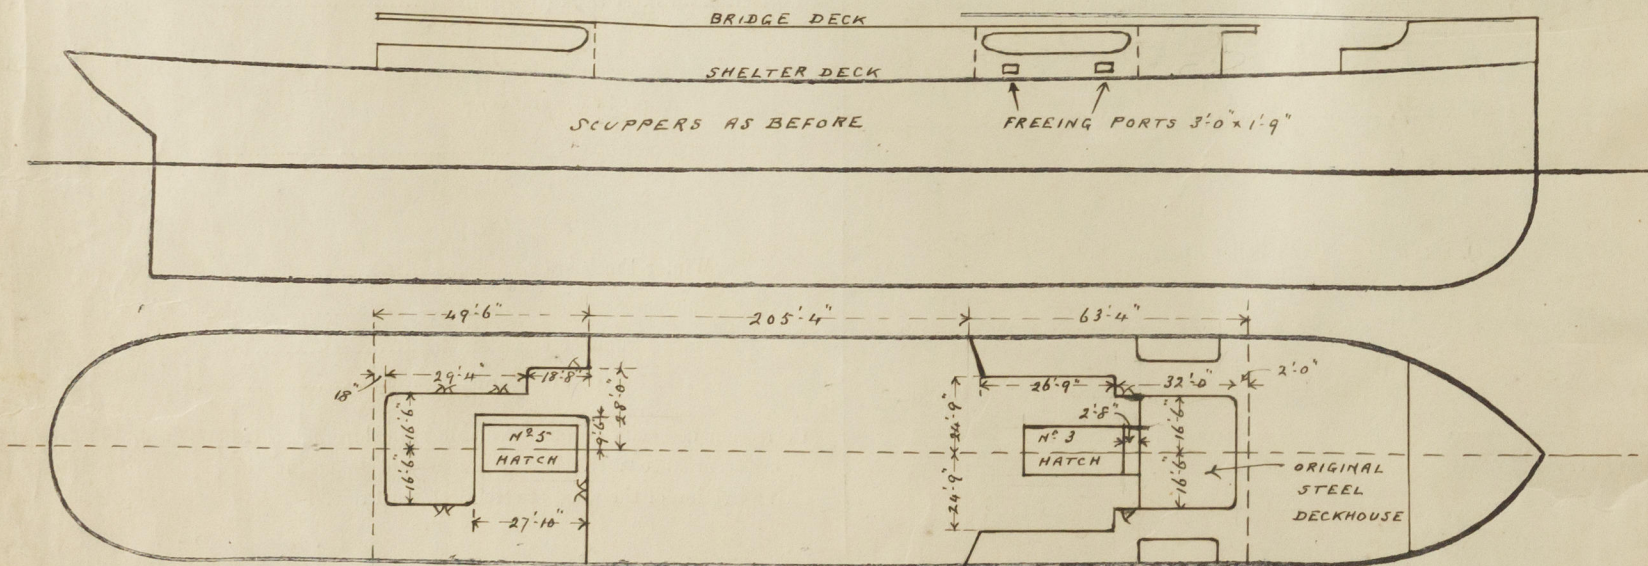 BRIDGE DECK
SHELTER DECK
SCUPPERS AS BEFORE
FREEING PORTS 3'-0" x 1'-9"
49'-6"
205'-4"
63'-4"
18"
29'-4"
18'-8"
28'-0"
9'-6"
16'-6"
16'-6"
Nº 5
HATCH
27'-10"
26'-9"
32'-0"
2'-0"
2'-8"
24'-9"
24'-9"
Nº 3
HATCH
16'-6"
16'-6"
ORIGINAL
STEEL
DECKHOUSE